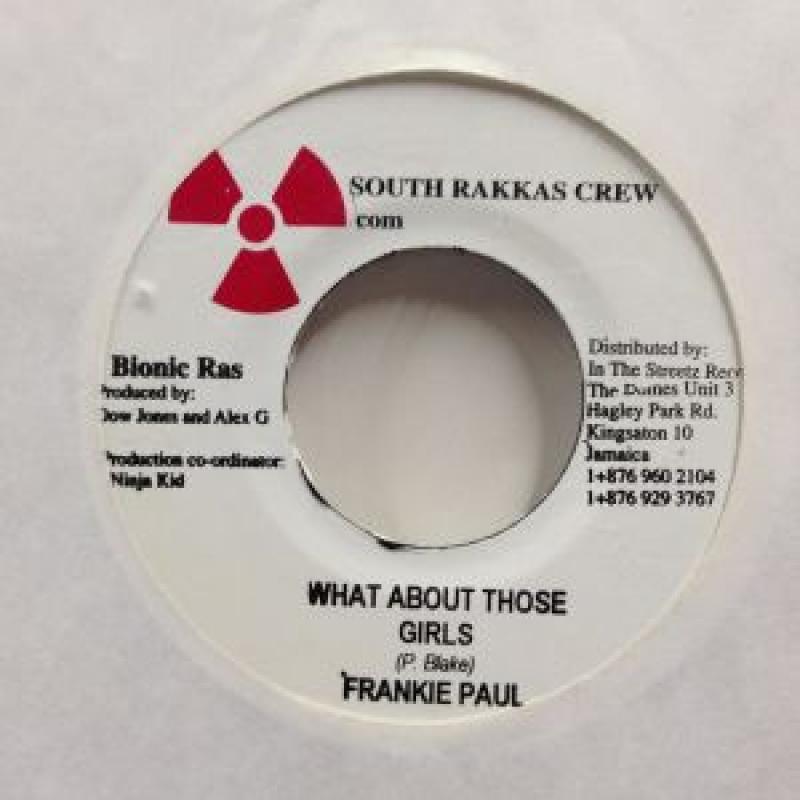 SOUTH RAKKAS CREW
com
Bionic Ras
Produced by:
Dow Jones and Alex G
Production co-ordinator:
Ninja Kid
Distributed by:
In The Streetz
The Domes Unit 3
Hagley Park Rd.
Kingsaton 10
Jamaica
1+876 960 2104
1+876 929 3767
WHAT ABOUT THOSE
GIRLS
(P. Blake)
FRANKIE PAUL